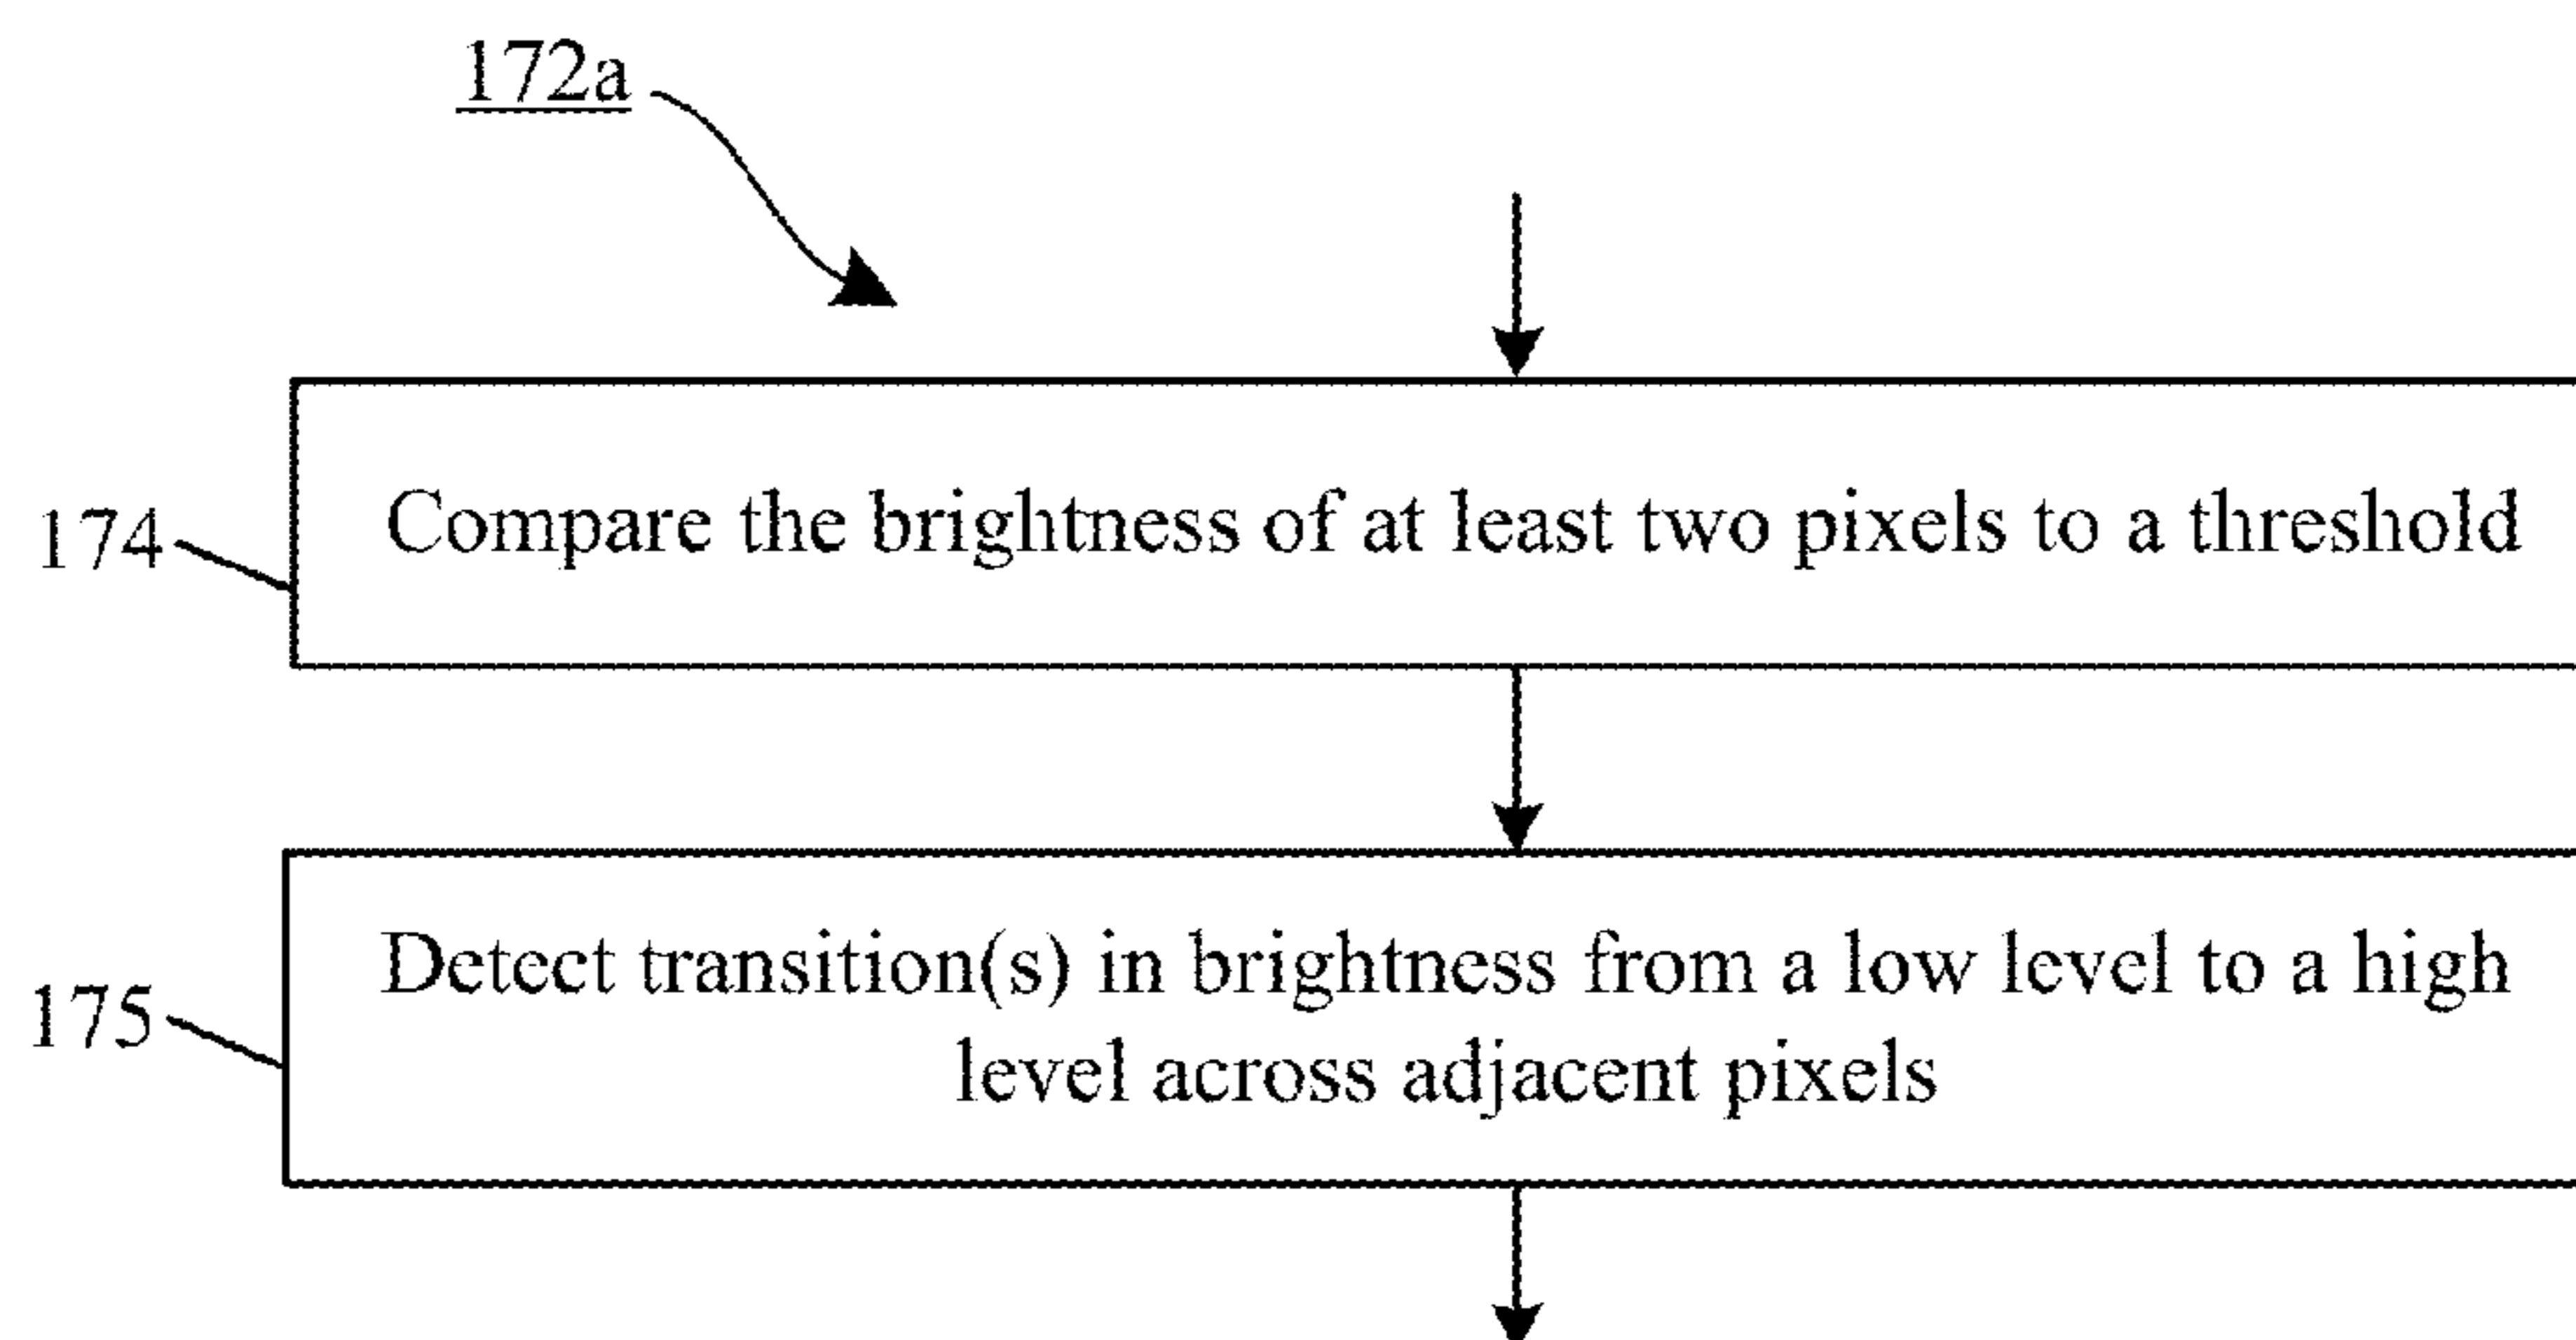 172a
174
Compare the brightness of at least two pixels to a threshold
175
Detect transition(s) in brightness from a low level to a high
level across adjacent pixels